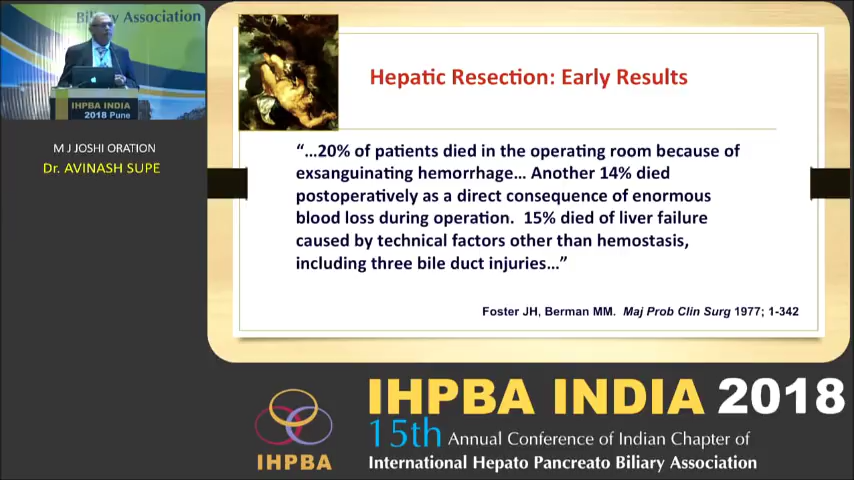 Biliary Association
IHPBA INDIA
2018 Pune
M J JOSHI ORATION
Dr. AVINASH SUPE
Hepatic Resection: Early Results
“…20% of patients died in the operating room because of
exsanguinating hemorrhage… Another 14% died
postoperatively as a direct consequence of enormous
blood loss during operation.  15% died of liver failure
caused by technical factors other than hemostasis,
including three bile duct injuries…”
Foster JH, Berman MM.  Maj Prob Clin Surg 1977; 1-342
IHPBA
IHPBA INDIA 2018
15th Annual Conference of Indian Chapter of
International Hepato Pancreato Biliary Association